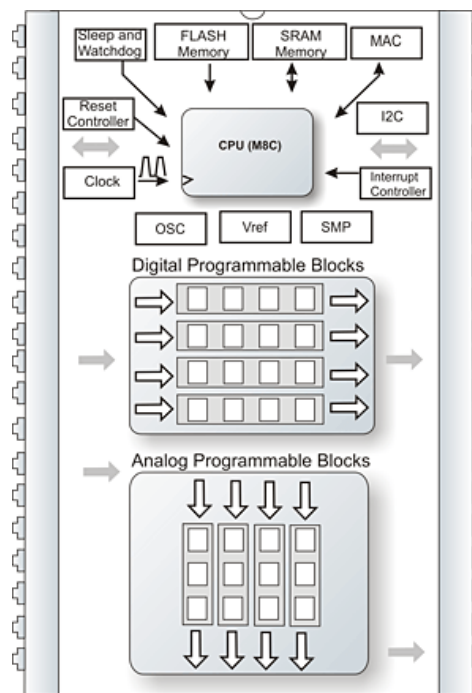 Sleep and
Watchdog
FLASH
Memory
SRAM
Memory
MAC
Reset
Controller
CPU (M8C)
I2C
Clock
Interrupt
Controller
OSC
Vref
SMP
Digital Programmable Blocks
Analog Programmable Blocks